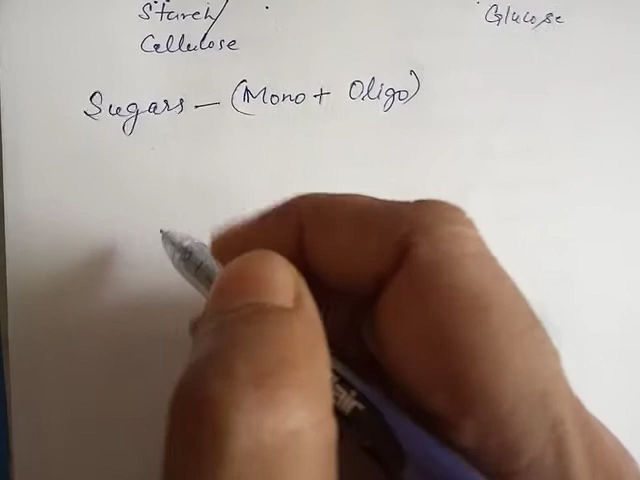 Starch/
Cellulose
Glucose
Sugars – (Mono + Oligo)